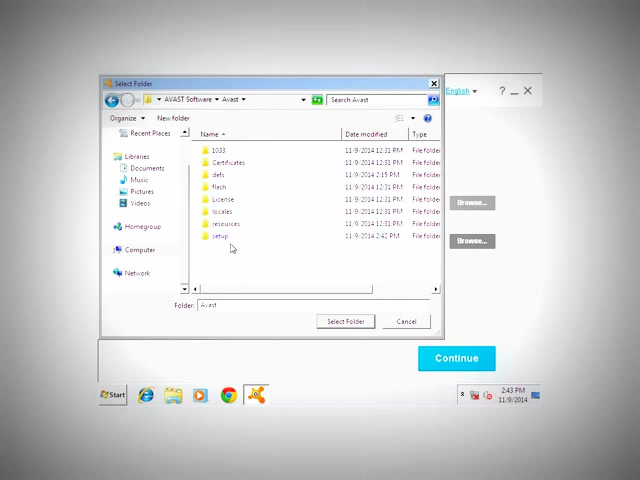 Select Folder
AVAST Software ▾ Avast ▾
Search Avast
English
?
Organize
New folder
Name
Date modified
Type
Recent Places
Libraries
Documents
Music
Pictures
Videos
Homegroup
Computer
Network
1033 11/9/2014 12:31 PM File folder
Certificates 11/9/2014 12:31 PM File folder
defs 11/9/2014 2:15 PM File folder
flash 11/9/2014 12:31 PM File folder
License 11/9/2014 12:31 PM File folder
locales 11/9/2014 12:31 PM File folder
resources 11/9/2014 12:31 PM File folder
setup 11/9/2014 2:42 PM File folder
Browse...
Browse...
Folder: Avast
Select Folder
Cancel
Continue
Start
2:43 PM
11/9/2014